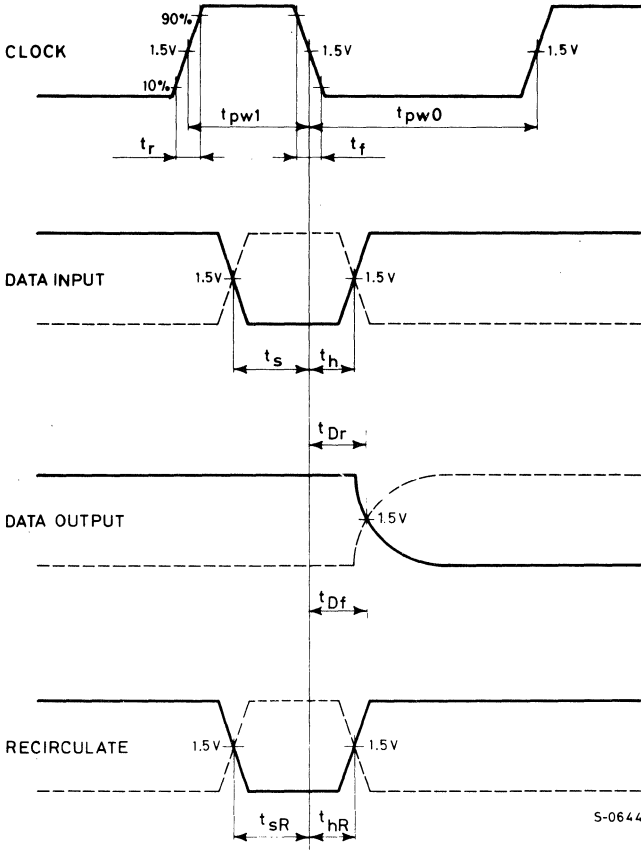 90%
CLOCK
1.5V
1.5V
1.5V
10%
tpw1
tpw0
tr
tf
DATA INPUT
1.5V
1.5V
ts
th
tDr
DATA OUTPUT
1.5V
tDf
RECIRCULATE
1.5V
1.5V
tsR
thR
S-0644